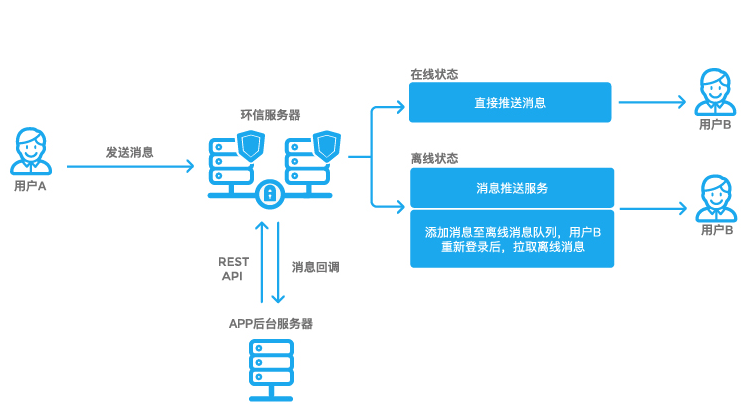 在线状态
直接推送消息
用户B
环信服务器
发送消息
用户A
离线状态
消息推送服务
添加消息至离线消息队列，用户B
重新登录后，拉取离线消息
用户B
REST
API
消息回调
APP后台服务器